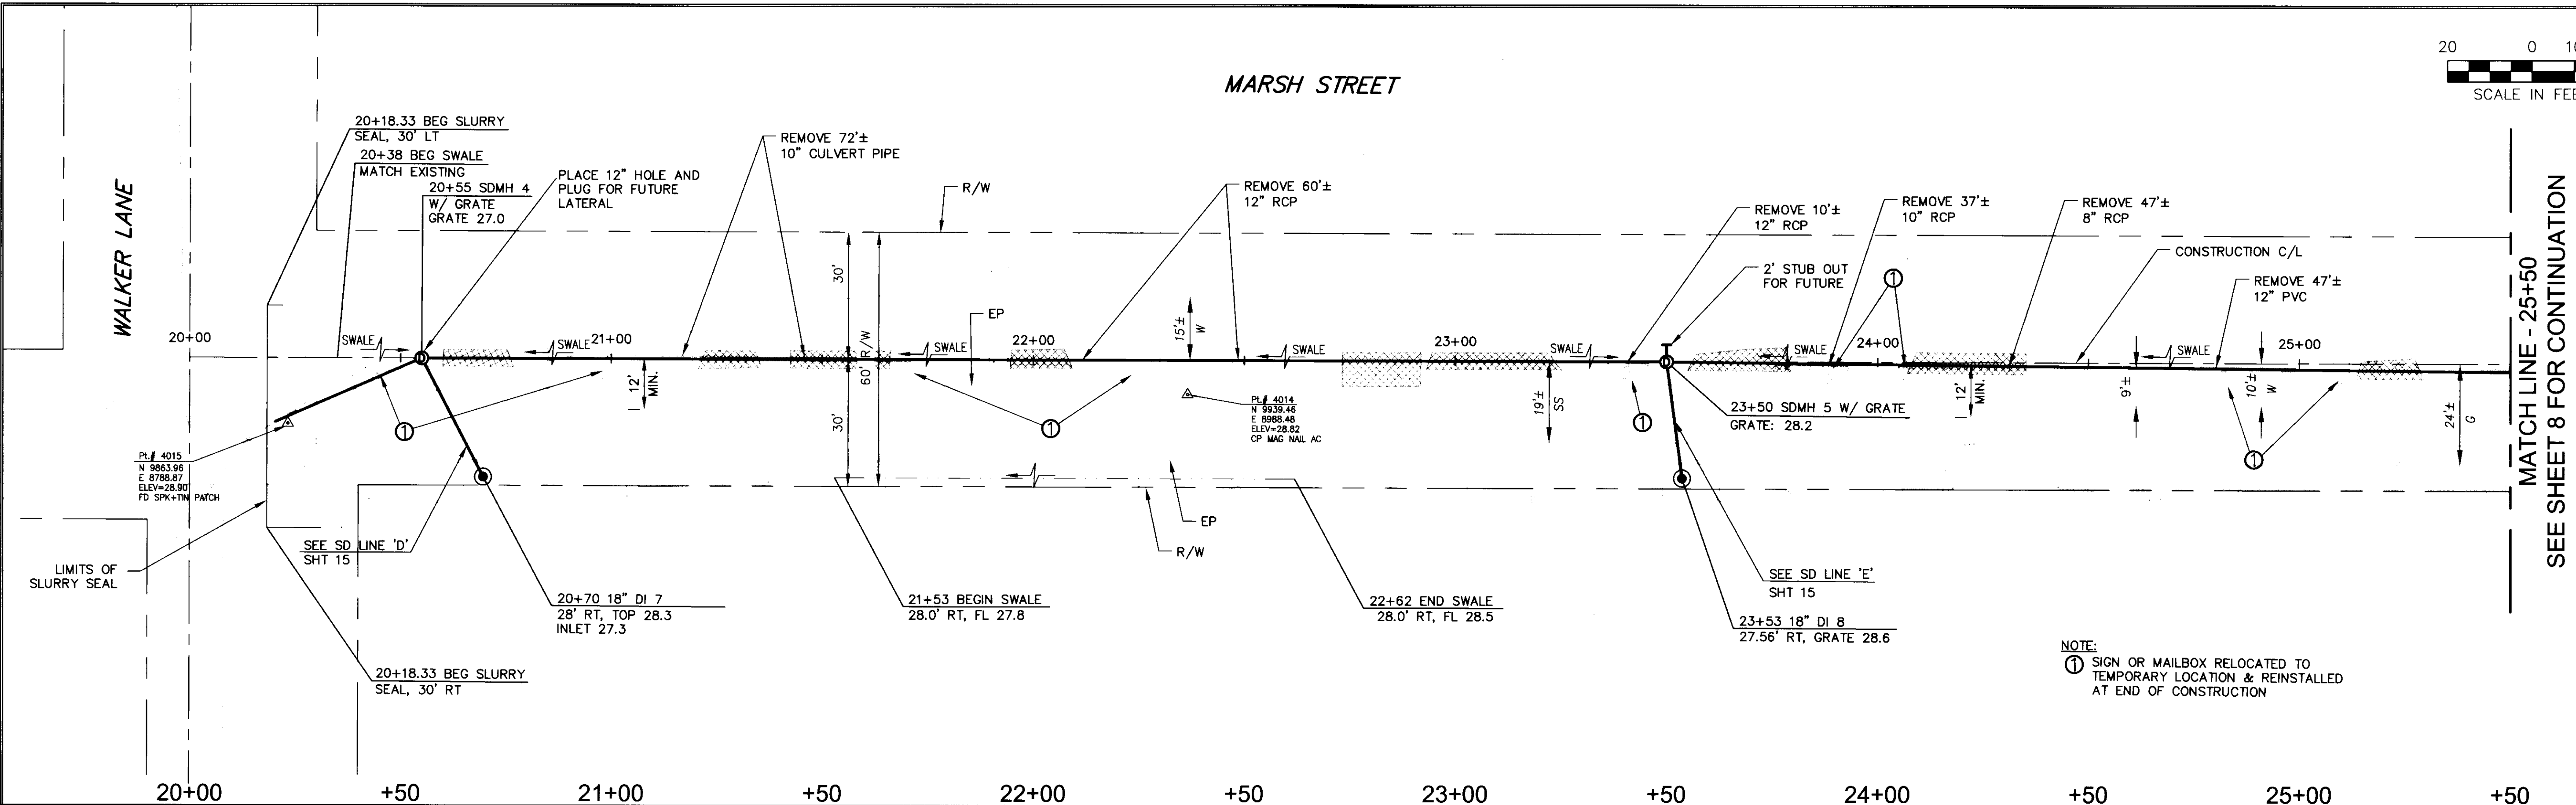 MARSH STREET
20 0 10
SCALE IN FEE
WALKER LANE
20+18.33 BEG SLURRY
SEAL, 30' LT
20+38 BEG SWALE
MATCH EXISTING
20+55 SDMH 4
W/ GRATE
GRATE 27.0
PLACE 12" HOLE AND
PLUG FOR FUTURE
LATERAL
REMOVE 72'±
10" CULVERT PIPE
R/W
REMOVE 60'±
12" RCP
REMOVE 10'±
12" RCP
REMOVE 37'±
10" RCP
REMOVE 47'±
8" RCP
2' STUB OUT
FOR FUTURE
CONSTRUCTION C/L
REMOVE 47'±
12" PVC
MATCH LINE - 25+50
SEE SHEET 8 FOR CONTINUATION
30'
60' R/W
30'
EP
15'±
W
20+00
SWALE
D
SWALE
21+00
SWALE
22+00
SWALE
23+00
SWALE
D
SWALE
24+00
SWALE
25+00
12'
MIN.
19'±
SS
12'
MIN.
9'±
10'±
W
24'±
G
1
1
1
1
1
Pt.# 4015
N 9863.96
E 8788.87
ELEV=28.90
FD SPK+TIN PATCH
Pt.# 4014
N 9939.46
E 8988.48
ELEV=28.82
CP MAG NAIL AC
23+50 SDMH 5 W/ GRATE
GRATE: 28.2
EP
R/W
SEE SD LINE 'D'
SHT 15
LIMITS OF
SLURRY SEAL
20+70 18" DI 7
28' RT, TOP 28.3
INLET 27.3
21+53 BEGIN SWALE
28.0' RT, FL 27.8
22+62 END SWALE
28.0' RT, FL 28.5
SEE SD LINE 'E'
SHT 15
23+53 18" DI 8
27.56' RT, GRATE 28.6
20+18.33 BEG SLURRY
SEAL, 30' RT
NOTE:
1 SIGN OR MAILBOX RELOCATED TO
TEMPORARY LOCATION & REINSTALLED
AT END OF CONSTRUCTION
20+00 +50 21+00 +50 22+00 +50 23+00 +50 24+00 +50 25+00 +50